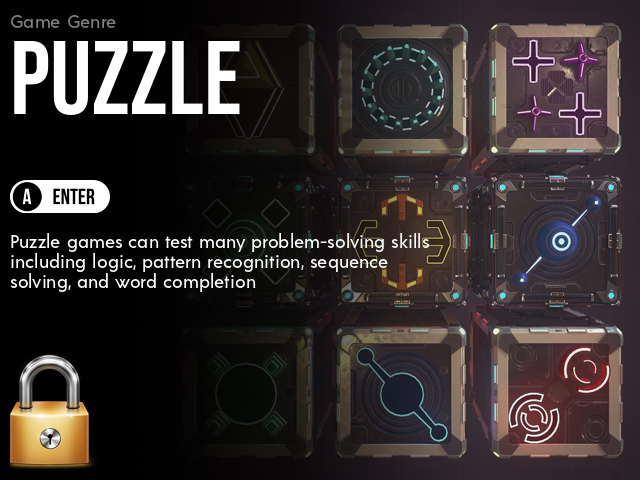 Game Genre
PUZZLE
A ENTER
Puzzle games can test many problem-solving skills
including logic, pattern recognition, sequence
solving, and word completion